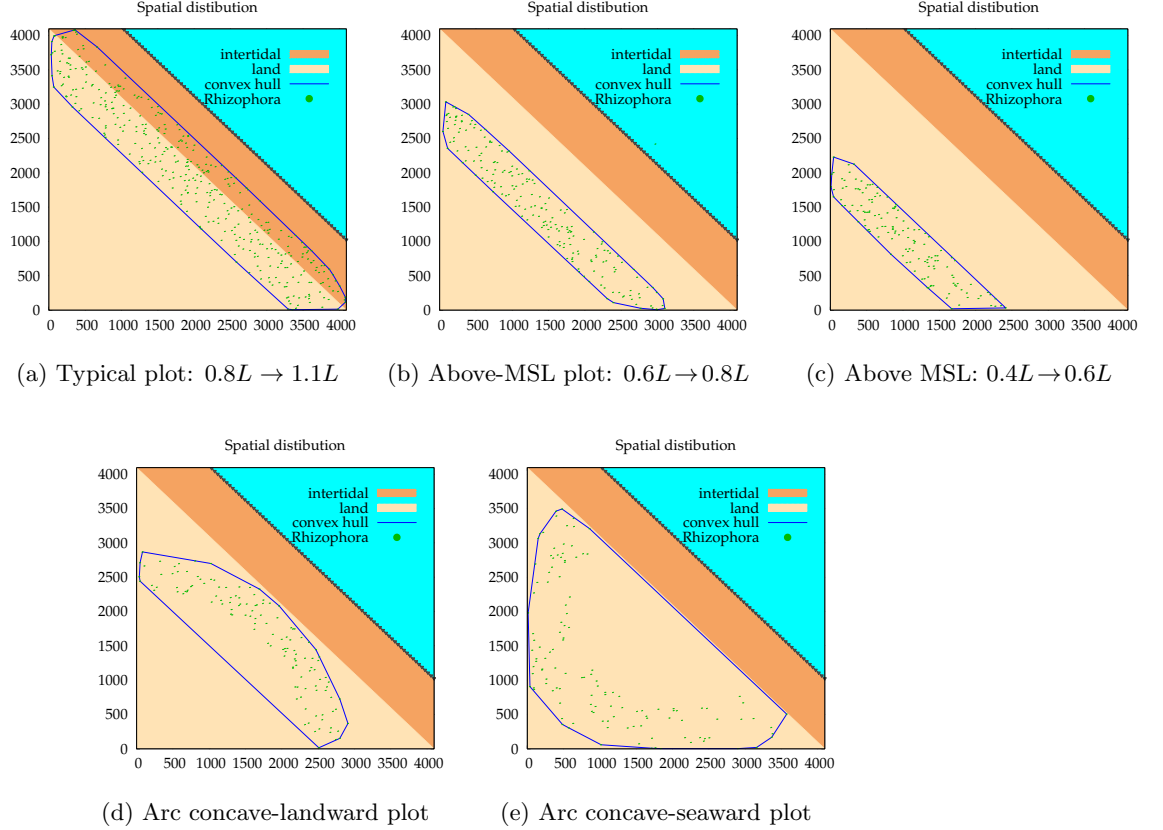 Spatial distibution
4000
3500
3000
2500
2000
1500
1000
500
0
0 500 1000 1500 2000 2500 3000 3500 4000
intertidal
land
convex hull
Rhizophora
(a) Typical plot: 0.8L → 1.1L
Spatial distibution
4000
3500
3000
2500
2000
1500
1000
500
0
0 500 1000 1500 2000 2500 3000 3500 4000
intertidal
land
convex hull
Rhizophora
(b) Above-MSL plot: 0.6L→0.8L
Spatial distibution
4000
3500
3000
2500
2000
1500
1000
500
0
0 500 1000 1500 2000 2500 3000 3500 4000
intertidal
land
convex hull
Rhizophora
(c) Above MSL: 0.4L→0.6L
Spatial distibution
4000
3500
3000
2500
2000
1500
1000
500
0
0 500 1000 1500 2000 2500 3000 3500 4000
intertidal
land
convex hull
Rhizophora
(d) Arc concave-landward plot
Spatial distibution
4000
3500
3000
2500
2000
1500
1000
500
0
0 500 1000 1500 2000 2500 3000 3500 4000
intertidal
land
convex hull
Rhizophora
(e) Arc concave-seaward plot